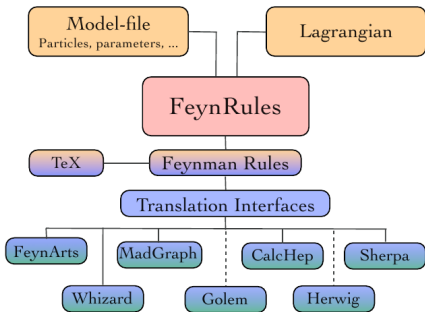 Model-file
Particles, parameters, ...
Lagrangian
FeynRules
TeX
Feynman Rules
Translation Interfaces
FeynArts
MadGraph
CalcHep
Sherpa
Whizard
Golem
Herwig